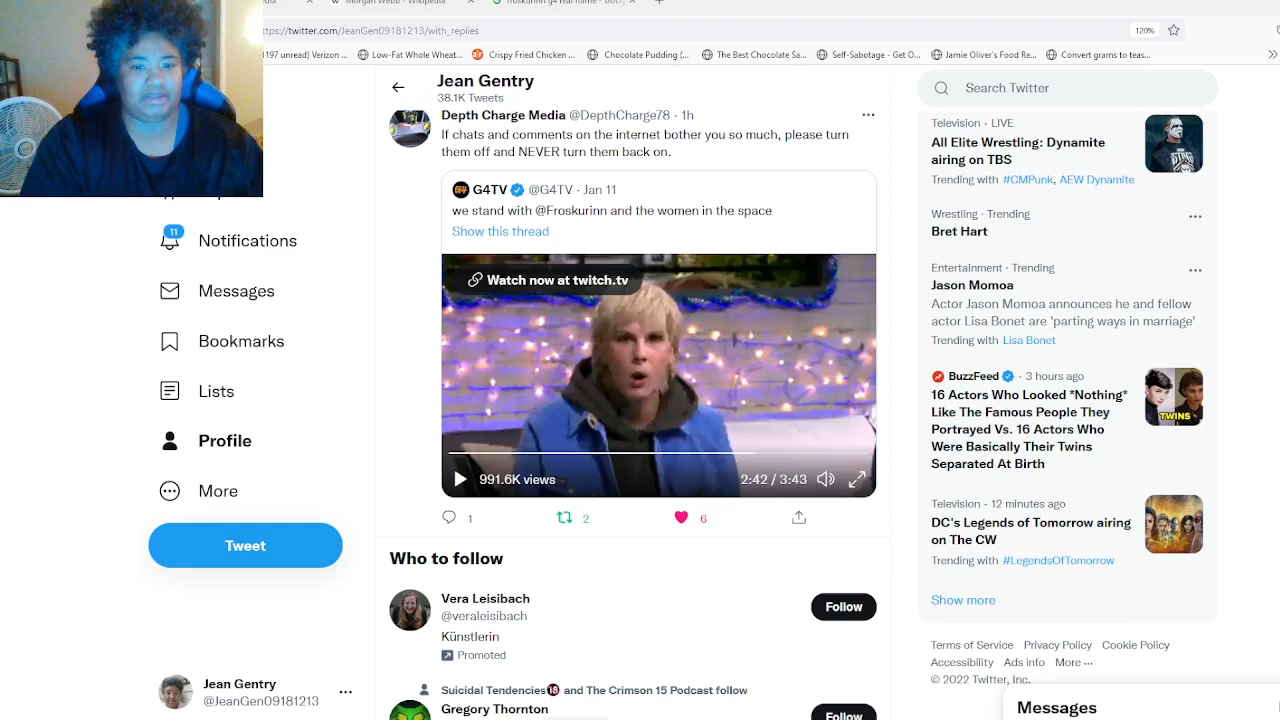 Morgan Webb - Wikipedia
froskurinn g4 real name - Goog
ttps://twitter.com/JeanGen09181213/with_replies
120%
(197 unread) Verizon ...
Low-Fat Whole Wheat...
Crispy Fried Chicken ...
Chocolate Pudding (...
The Best Chocolate Sa...
Self-Sabotage - Get O...
Jamie Oliver's Food Re...
Convert grams to teas...
Jean Gentry
38.1K Tweets
Search Twitter
Depth Charge Media @DepthCharge78 · 1h
If chats and comments on the internet bother you so much, please turn
them off and NEVER turn them back on.
G4TV @G4TV · Jan 11
we stand with @Froskurinn and the women in the space
Show this thread
Watch now at twitch.tv
991.6K views
2:42 / 3:43
1
2
6
11
Notifications
Messages
Bookmarks
Lists
Profile
More
Tweet
Jean Gentry
@JeanGen09181213
Who to follow
Vera Leisibach
@veraleisibach
Künstlerin
Promoted
Follow
Suicidal Tendencies🔞 and The Crimson 15 Podcast follow
Gregory Thornton
Follow
Television · LIVE
All Elite Wrestling: Dynamite
airing on TBS
Trending with #CMPunk, AEW Dynamite
Wrestling · Trending
Bret Hart
Entertainment · Trending
Jason Momoa
Actor Jason Momoa announces he and fellow
actor Lisa Bonet are 'parting ways in marriage'
Trending with Lisa Bonet
BuzzFeed · 3 hours ago
16 Actors Who Looked *Nothing*
Like The Famous People They
Portrayed Vs. 16 Actors Who
Were Basically Their Twins
Separated At Birth
TWINS
Television · 12 minutes ago
DC's Legends of Tomorrow airing
on The CW
Trending with #LegendsOfTomorrow
Show more
Terms of Service Privacy Policy Cookie Policy
Accessibility Ads info More ···
© 2022 Twitter, Inc.
Messages